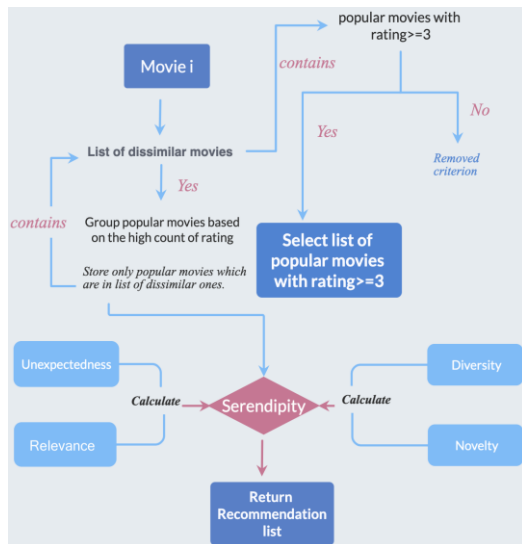 popular movies with
rating>=3
Movie i
contains
No
List of dissimilar movies
Yes
Removed
criterion
Yes
contains
Group popular movies based
on the high count of rating
Select list of
popular movies
with rating>=3
Store only popular movies which
are in list of dissimilar ones.
Unexpectedness
Diversity
Calculate
Serendipity
Calculate
Relevance
Novelty
Return
Recommendation
list